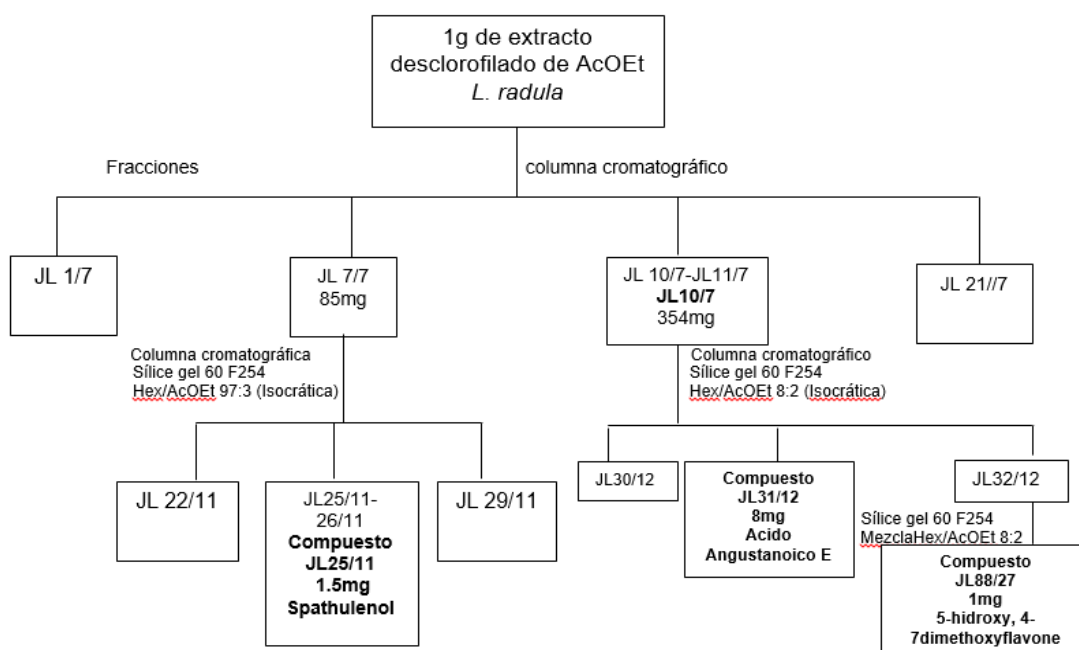 1g de extracto
desclorofilado de AcOEt
L. radula
Fracciones
columna cromatográfico
JL 1/7
JL 7/7
85mg
JL 10/7-JL11/7
JL10/7
354mg
JL 21//7
Columna cromatográfica
Sílice gel 60 F254
Hex/AcOEt 97:3 (Isocrática)
Columna cromatográfico
Sílice gel 60 F254
Hex/AcOEt 8:2 (Isocrática)
JL 22/11
JL25/11-
26/11
Compuesto
JL25/11
1.5mg
Spathulenol
JL 29/11
JL30/12
Compuesto
JL31/12
8mg
Acido
Angustanoico E
JL32/12
Sílice gel 60 F254
MezclaHex/AcOEt 8:2
Compuesto
JL88/27
1mg
5-hidroxy, 4-
7dimethoxyflavone